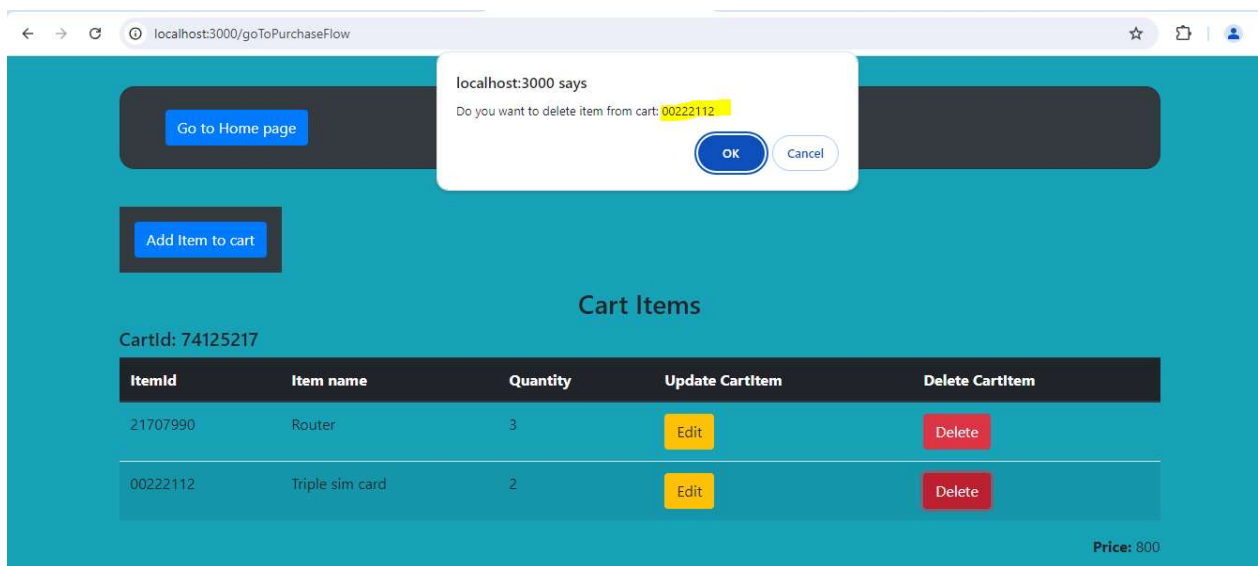 localhost:3000/goToPurchaseFlow
localhost:3000 says
Do you want to delete item from cart: 00222112
OK Cancel
Go to Home page
Add Item to cart
Cart Items
CartId: 74125217
ItemId Item name Quantity Update CartItem Delete CartItem
21707990 Router 3 Edit Delete
00222112 Triple sim card 2 Edit Delete
Price: 800